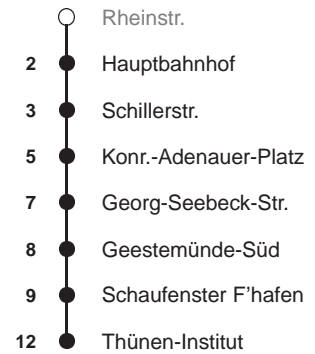 Rheinstr.
2 Hauptbahnhof
3 Schillerstr.
5 Konr.-Adenauer-Platz
7 Georg-Seebeck-Str.
8 Geestemünde-Süd
9 Schaufenster F'hafen
12 Thünen-Institut